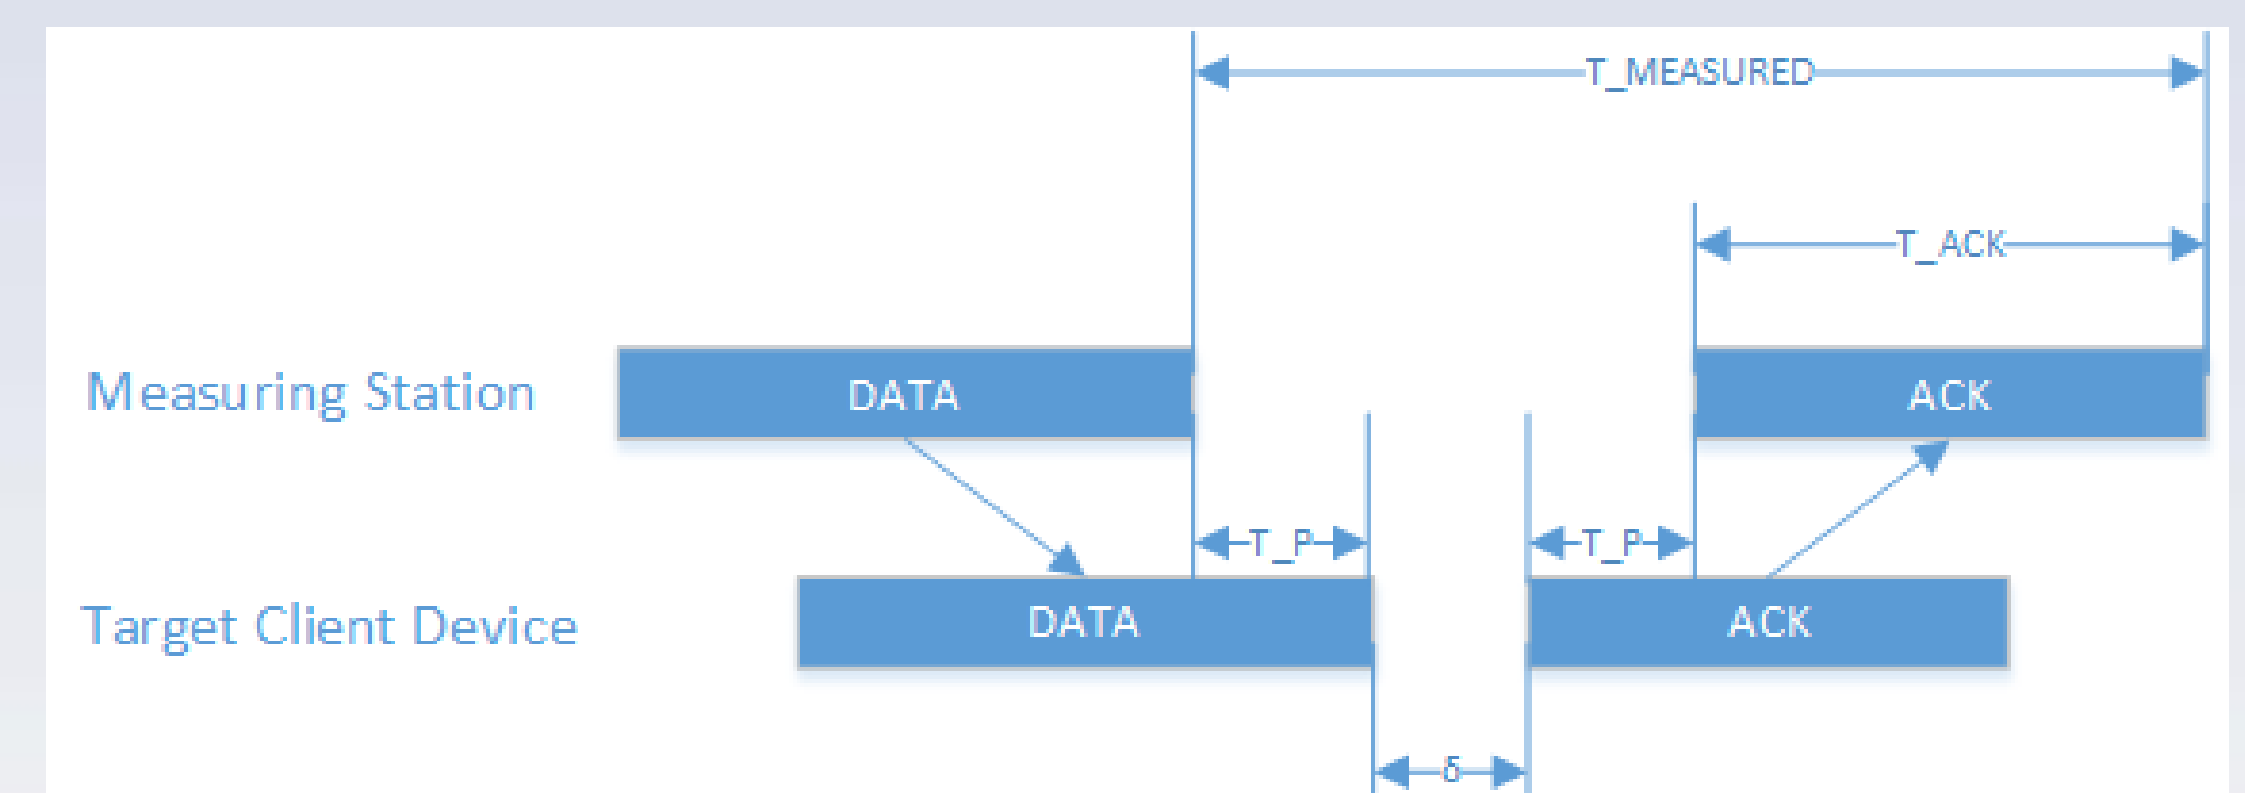 T_MEASURED
T_ACK
Measuring Station
DATA
ACK
T_P
T_P
Target Client Device
DATA
ACK
δ